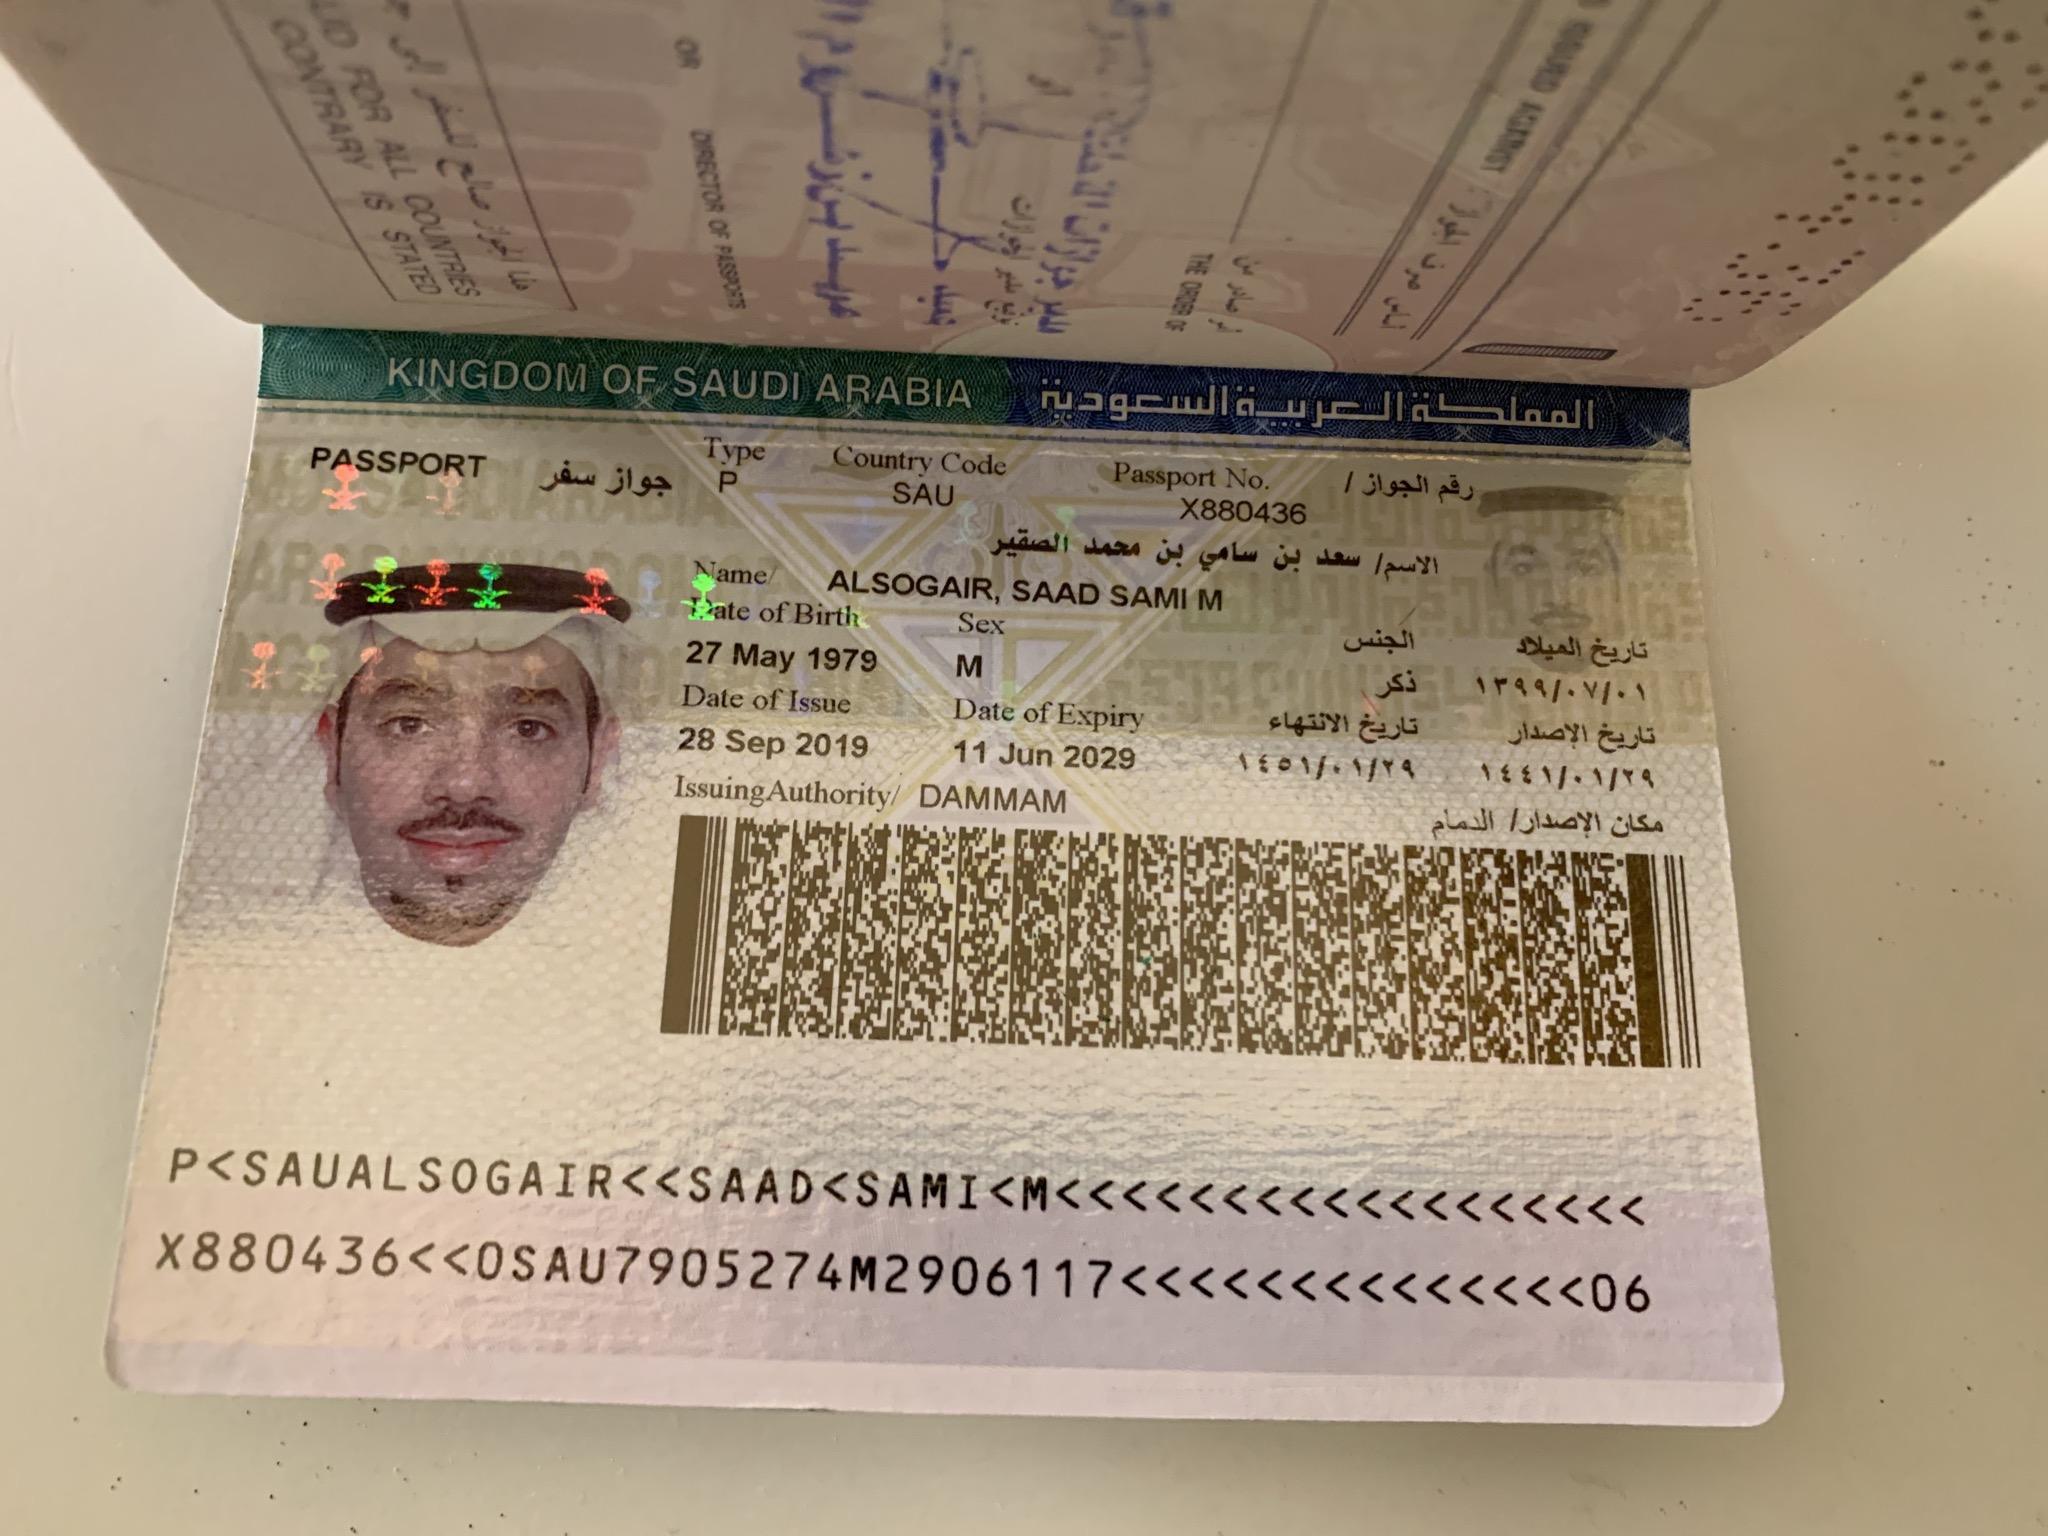 CONTRARY IS STATED
FOR ALL COUNTRIES
هذا الجواز صالح للسفر إلى
OR
DIRECTOR OF PASSPORTS
THE ORDER OF
KINGDOM OF SAUDI ARABIA المملكة العربية السعودية
PASSPORT جواز سفر Type Country Code Passport No. رقم الجواز /
P SAU X880436
الاسم/ سعد بن سامي بن محمد الصقير
Name/ ALSOGAIR, SAAD SAMI M
Date of Birth Sex الجنس تاريخ الميلاد
27 May 1979 M ذكر ١٣٩٩/٠٧/٠١
Date of Issue Date of Expiry تاريخ الانتهاء تاريخ الإصدار
28 Sep 2019 11 Jun 2029 ١٤٥١/٠١/٢٩ ١٤٤١/٠١/٢٩
IssuingAuthority/ DAMMAM مكان الإصدار/ الدمام
P<SAUALSOGAIR<<SAAD<SAMI<M<<<<<<<<<<<<<<<<<<
X880436<<0SAU7905274M2906117<<<<<<<<<<<<<<06